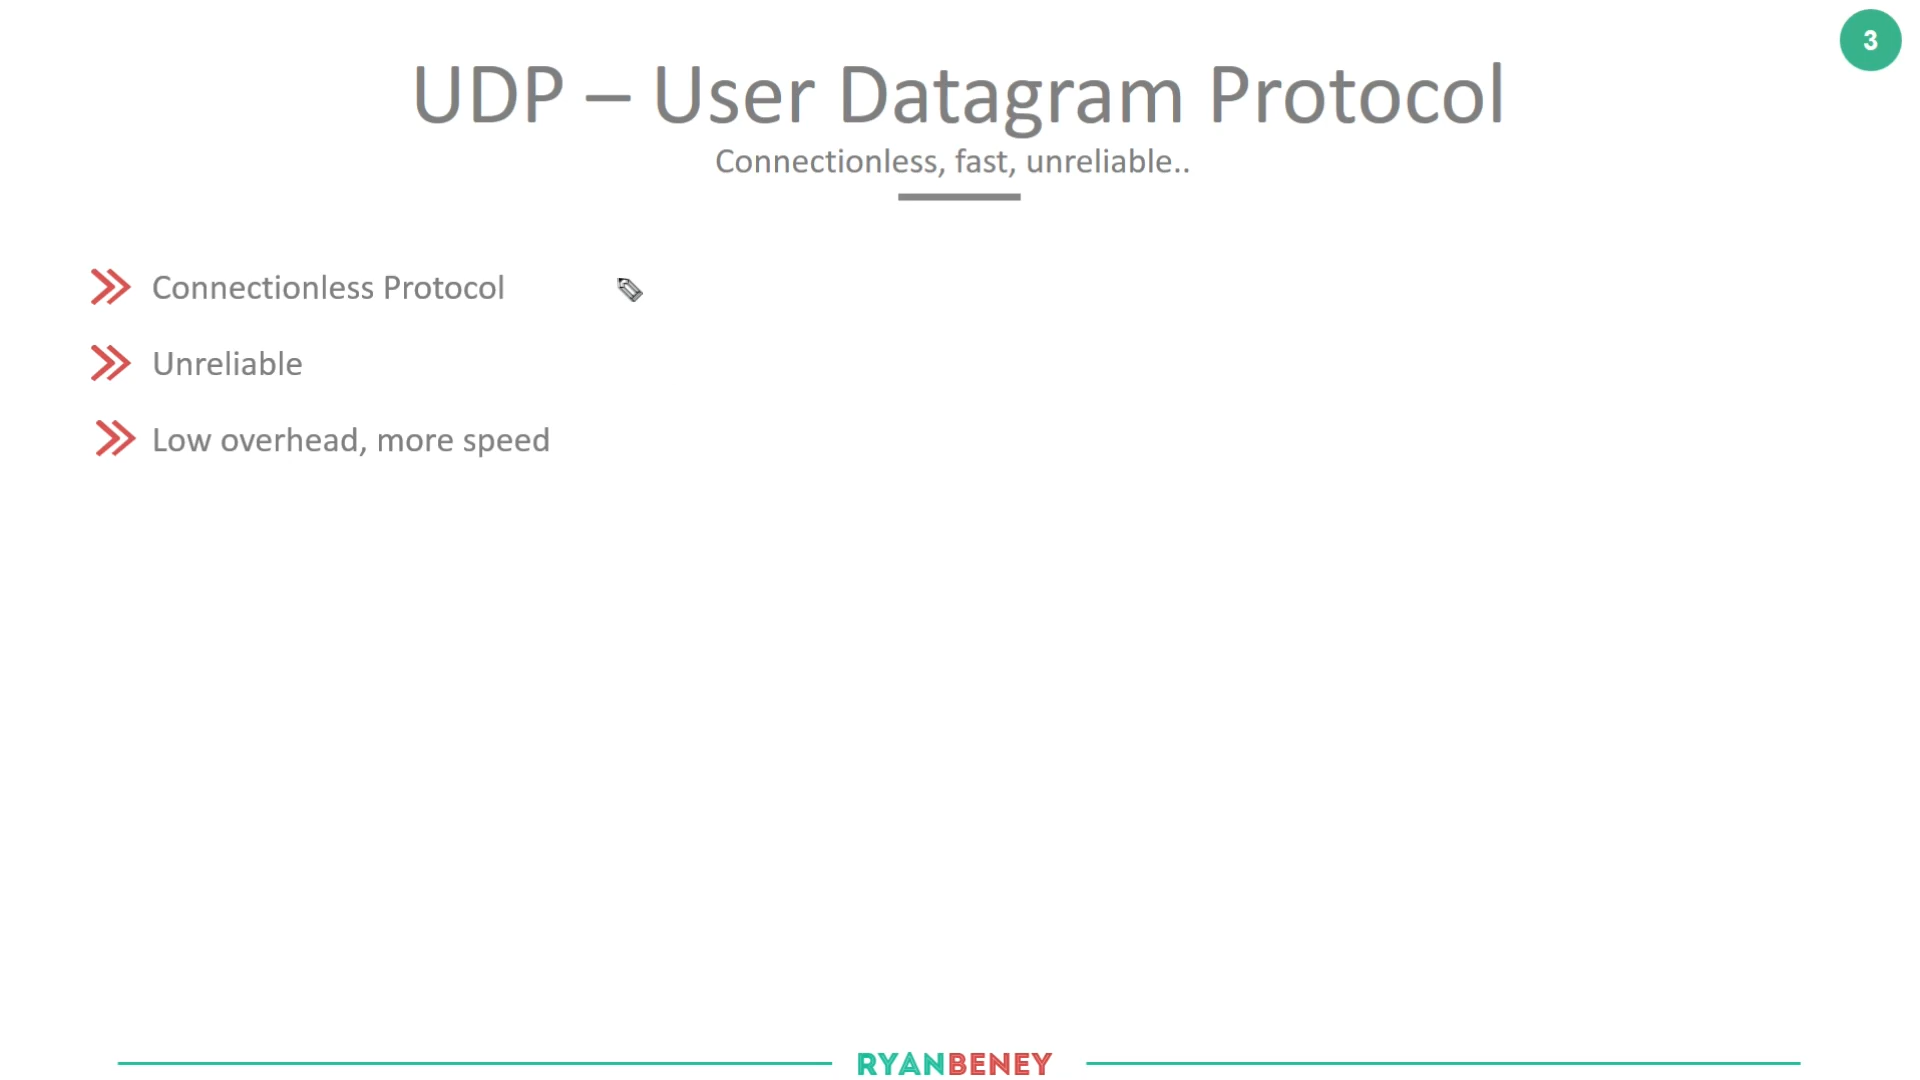 3
UDP – User Datagram Protocol
Connectionless, fast, unreliable..
Connectionless Protocol
Unreliable
Low overhead, more speed
RYANBENEY